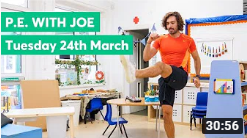 P.E. WITH JOE
Tuesday 24th March
30:56